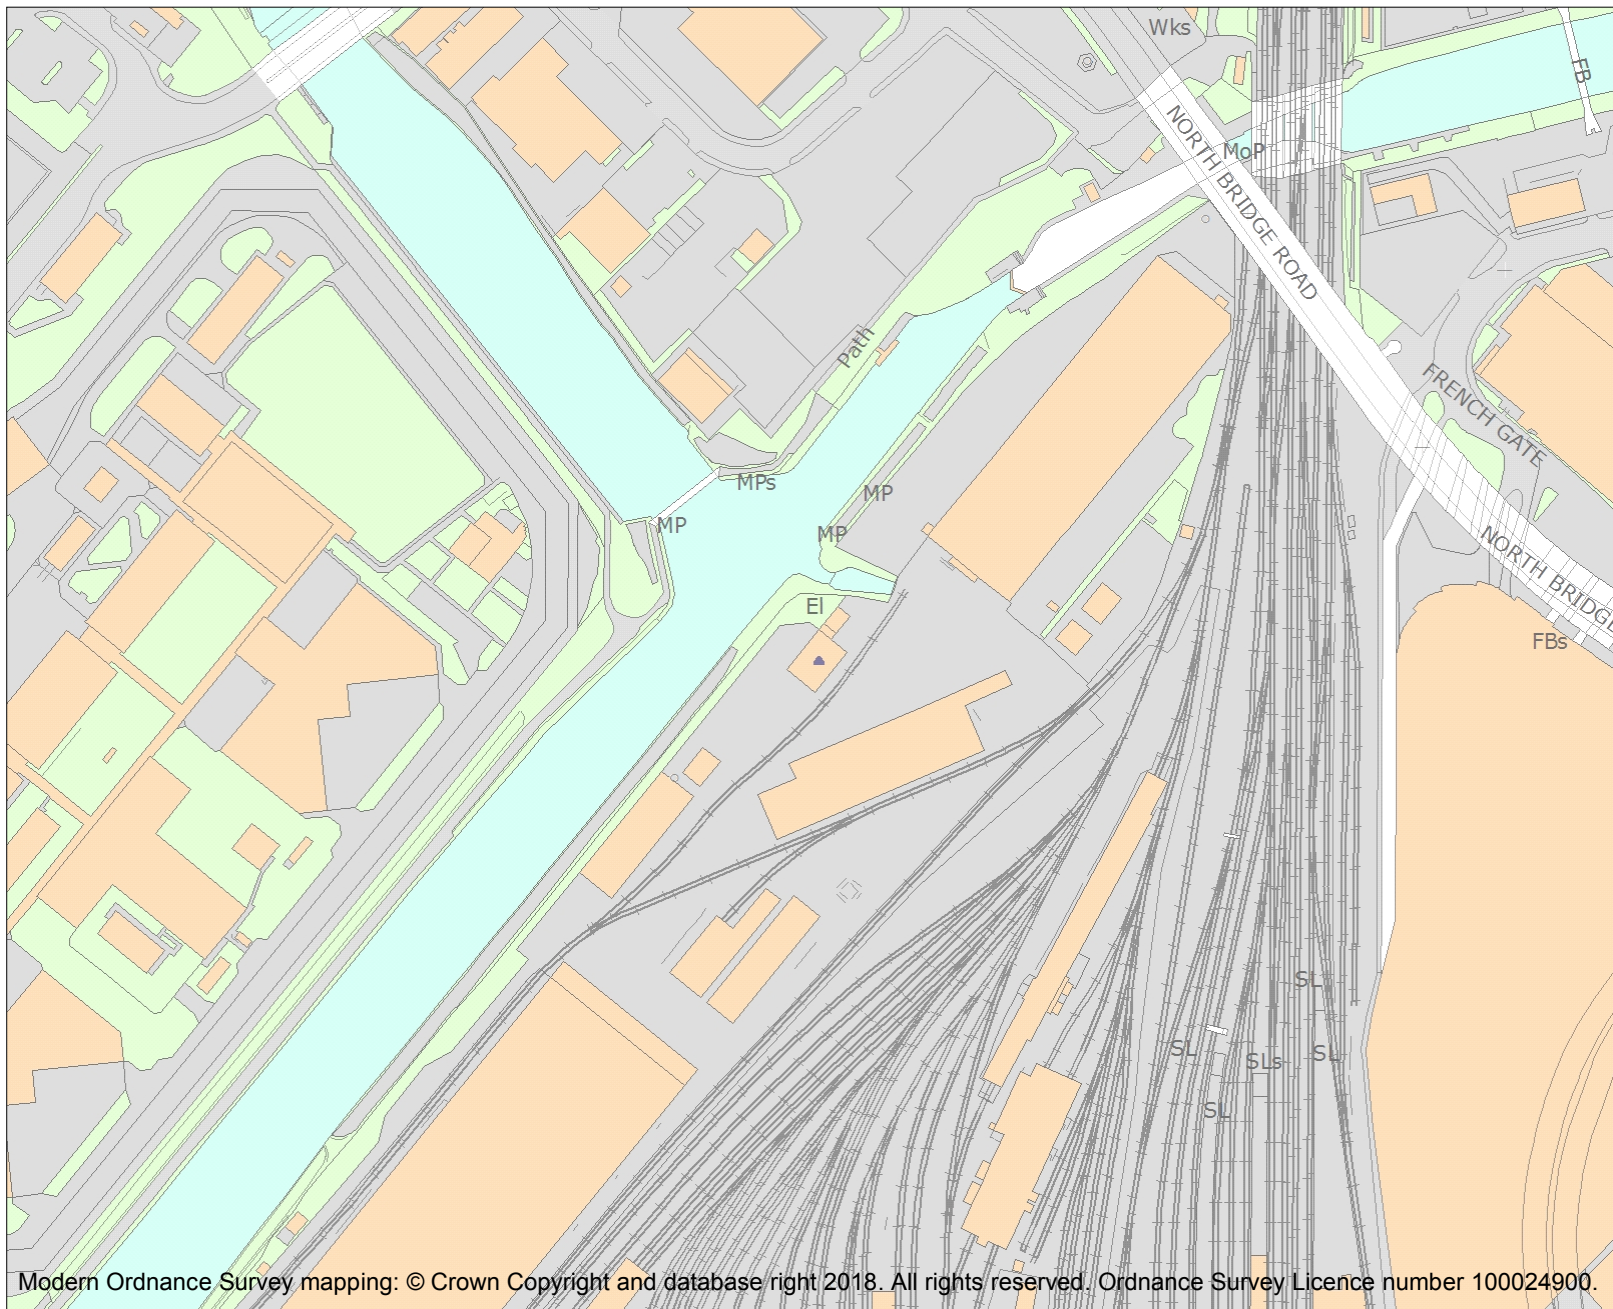 Wks
FB
NORTH BRIDGE ROAD
MoP
Path
FRENCH GATE
MPs
MP
MP
MP
NORTH BRIDGE
El
FBs
SL
SL
SLs
SL
SL
Modern Ordnance Survey mapping: © Crown Copyright and database right 2018. All rights reserved. Ordnance Survey Licence number 100024900.